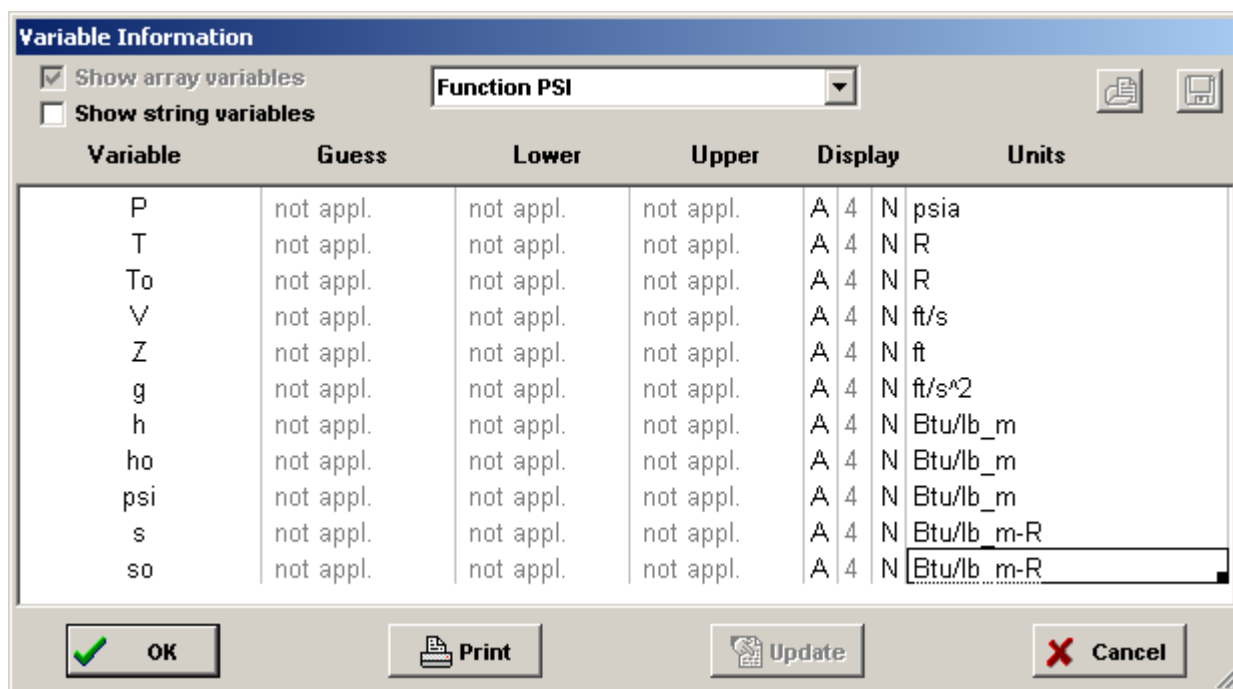 Variable Information
Show array variables
Function PSI
Show string variables
Variable Guess Lower Upper Display Units
P not appl. not appl. not appl. A 4 N psia
T not appl. not appl. not appl. A 4 N R
To not appl. not appl. not appl. A 4 N R
V not appl. not appl. not appl. A 4 N ft/s
Z not appl. not appl. not appl. A 4 N ft
g not appl. not appl. not appl. A 4 N ft/s^2
h not appl. not appl. not appl. A 4 N Btu/lb_m
ho not appl. not appl. not appl. A 4 N Btu/lb_m
psi not appl. not appl. not appl. A 4 N Btu/lb_m
s not appl. not appl. not appl. A 4 N Btu/lb_m-R
so not appl. not appl. not appl. A 4 N Btu/lb_m-R
OK Print Update Cancel